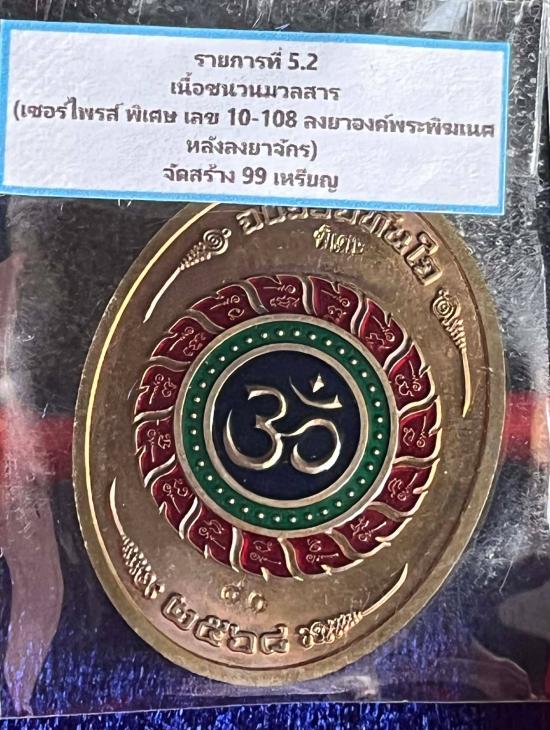 รายการที่ 5.2
เนื้อชนวนมวลสาร
(เซอร์ไพรส์ พิเศษ เลข 10-108 ลงยาองค์พระพิฆเนศ
หลังลงยาจักร)
จัดสร้าง 99 เหรียญ
พิเศษ
ॐ
๒๕๖๘